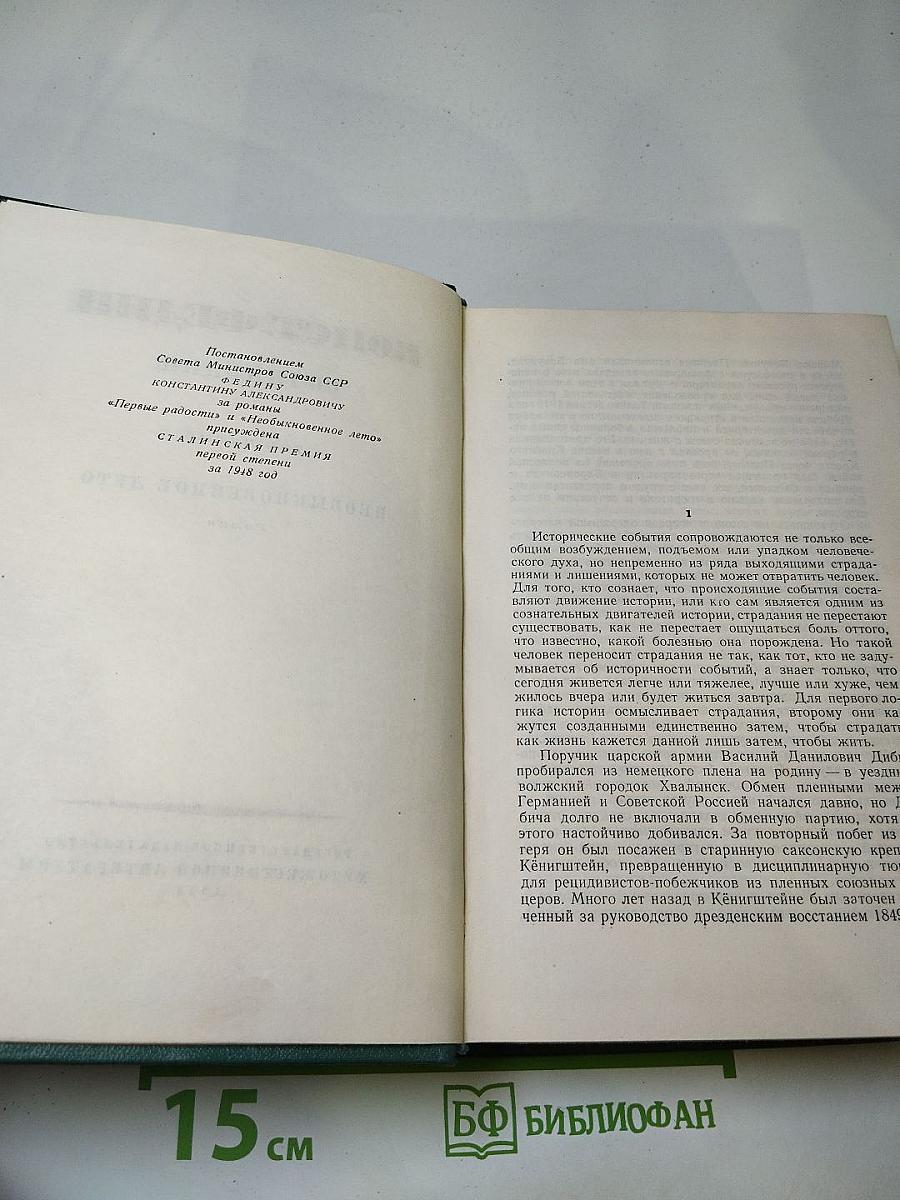 Постановлением
Совета Министров Союза ССР
ФЕДИНУ
КОНСТАНТИНУ АЛЕКСАНДРОВИЧУ
за романы
«Первые радости» и «Необыкновенное лето»
присуждена
СТАЛИНСКАЯ ПРЕМИЯ
первой степени
за 1948 год
1
Исторические события сопровождаются не только все-
общим возбуждением, подъемом или упадком человече-
ского духа, но непременно из ряда выходящими страда-
ниями и лишениями, которых не может отвратить человек.
Для того, кто сознает, что происходящие события соста-
вляют движение истории, или кто сам является одним из
сознательных двигателей истории, страдания не перестают
существовать, как не перестает ощущаться боль оттого,
что известно, какой болезнью она порождена. Но такой
человек переносит страдания не так, как тот, кто не заду-
мывается об историчности событий, а знает только, что
сегодня живется легче или тяжелее, лучше или хуже, чем
жилось вчера или будет житься завтра. Для первого ло-
гика истории осмысливает страдания, второму они ка-
жутся созданными единственно затем, чтобы страдать
как жизнь кажется данной лишь затем, чтобы жить.
Поручик царской армии Василий Данилович Диб
пробирался из немецкого плена на родину — в уездн
волжский городок Хвалынск. Обмен пленными меж
Германией и Советской Россией начался давно, но Д
бича долго не включали в обменную партию, хотя
этого настойчиво добивался. За повторный побег из
геря он был посажен в старинную саксонскую креп
Кёнигштейн, превращенную в дисциплинарную тю
для рецидивистов-побежчиков из пленных союзных
церов. Много лет назад в Кёнигштейне был заточен
ченный за руководство дрезденским восстанием 1849
15 см
БФ БИБЛИОФАН